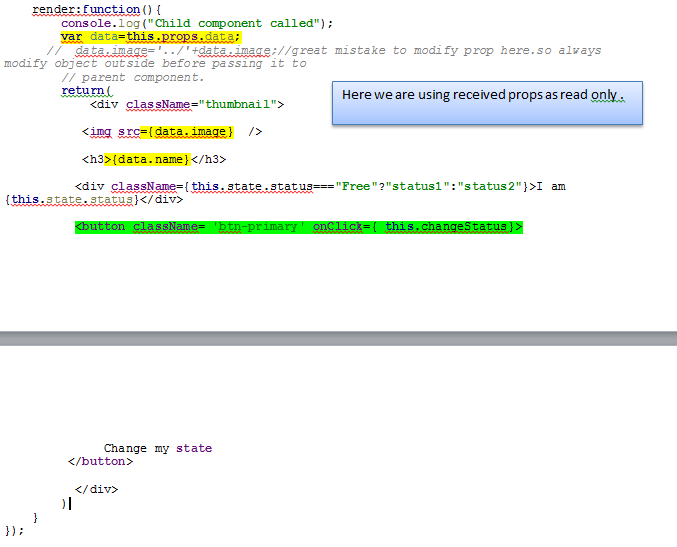 render:function(){
console.log("Child component called");
var data=this.props.data;
// data.image='../'+data.image;//great mistake to modify prop here.so always
modify object outside before passing it to
// parent component.
return(
Here we are using received props as read only .
<div className="thumbnail">
<img src={data.image} />
<h3>{data.name}</h3>
<div className={this.state.status==="Free"?"status1":"status2"}>I am
{this.state.status}</div>
<button className= 'btn-primary' onClick={ this.changeStatus}>
Change my state
</button>
</div>
)
}
});